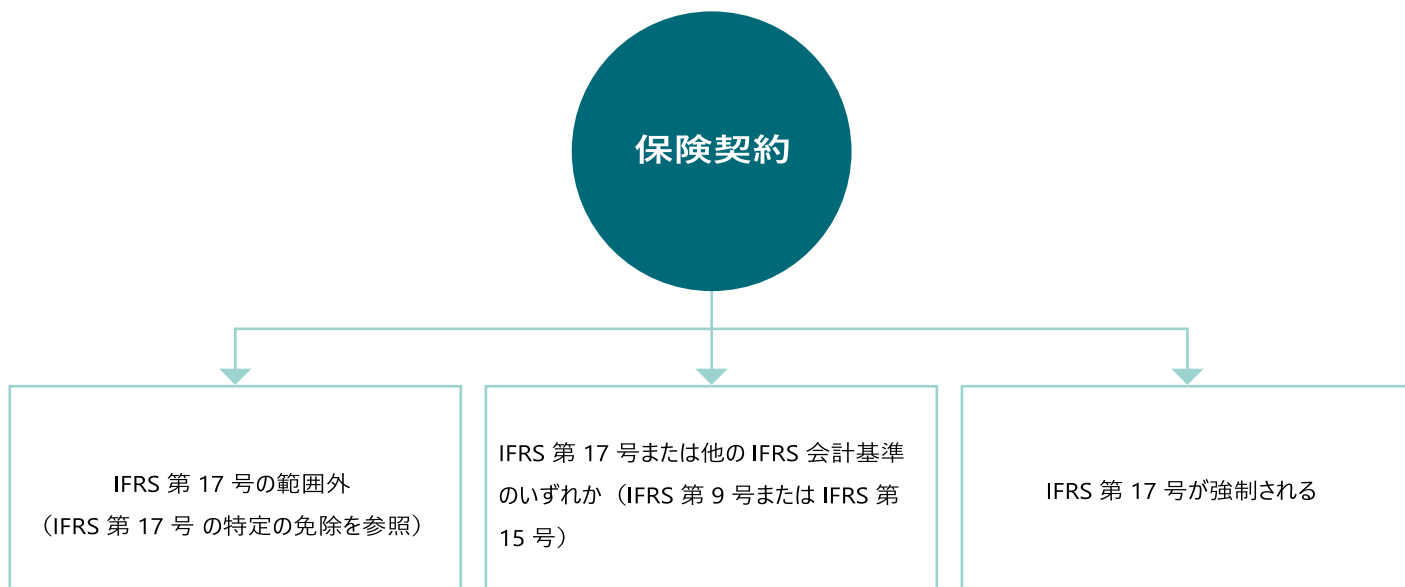 保険契約
IFRS 第 17 号の範囲外
（IFRS 第 17 号 の特定の免除を参照）
IFRS 第 17 号または他の IFRS 会計基準
のいずれか（IFRS 第 9 号または IFRS 第
15 号）
IFRS 第 17 号が強制される